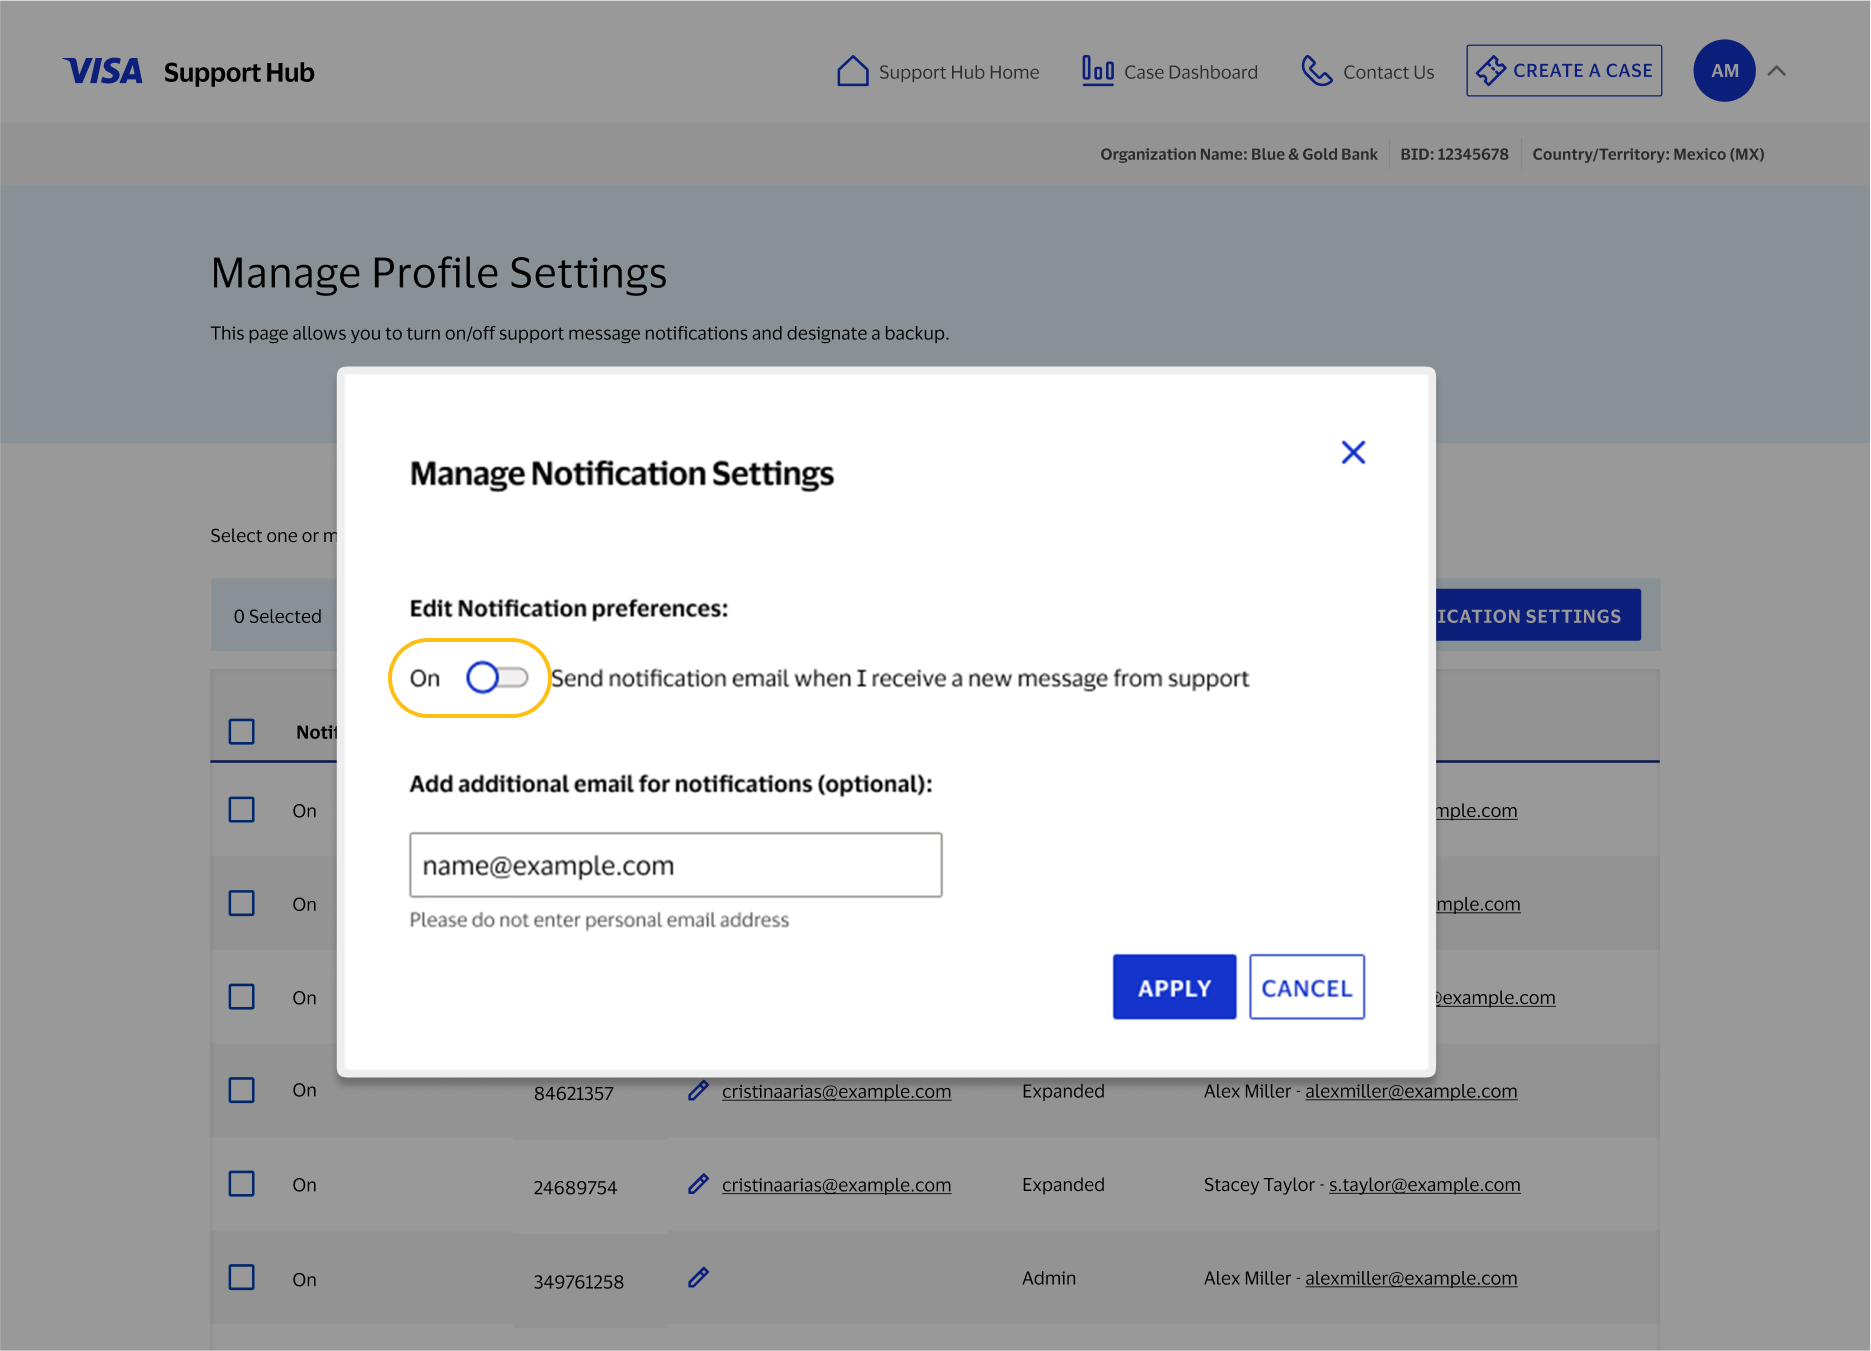 VISA Support Hub
Support Hub Home
Case Dashboard
Contact Us
CREATE A CASE
AM
Organization Name: Blue & Gold Bank
BID: 12345678
Country/Territory: Mexico (MX)
Manage Profile Settings
This page allows you to turn on/off support message notifications and designate a backup.
Manage Notification Settings
Select one or m
Edit Notification preferences:
0 Selected
ICATION SETTINGS
On Send notification email when I receive a new message from support
Notif
Add additional email for notifications (optional):
On
mple.com
name@example.com
On
mple.com
Please do not enter personal email address
APPLY
CANCEL
On
@example.com
On 84621357 cristinaarias@example.com Expanded Alex Miller - alexmiller@example.com
On 24689754 cristinaarias@example.com Expanded Stacey Taylor - s.taylor@example.com
On 349761258 Admin Alex Miller - alexmiller@example.com